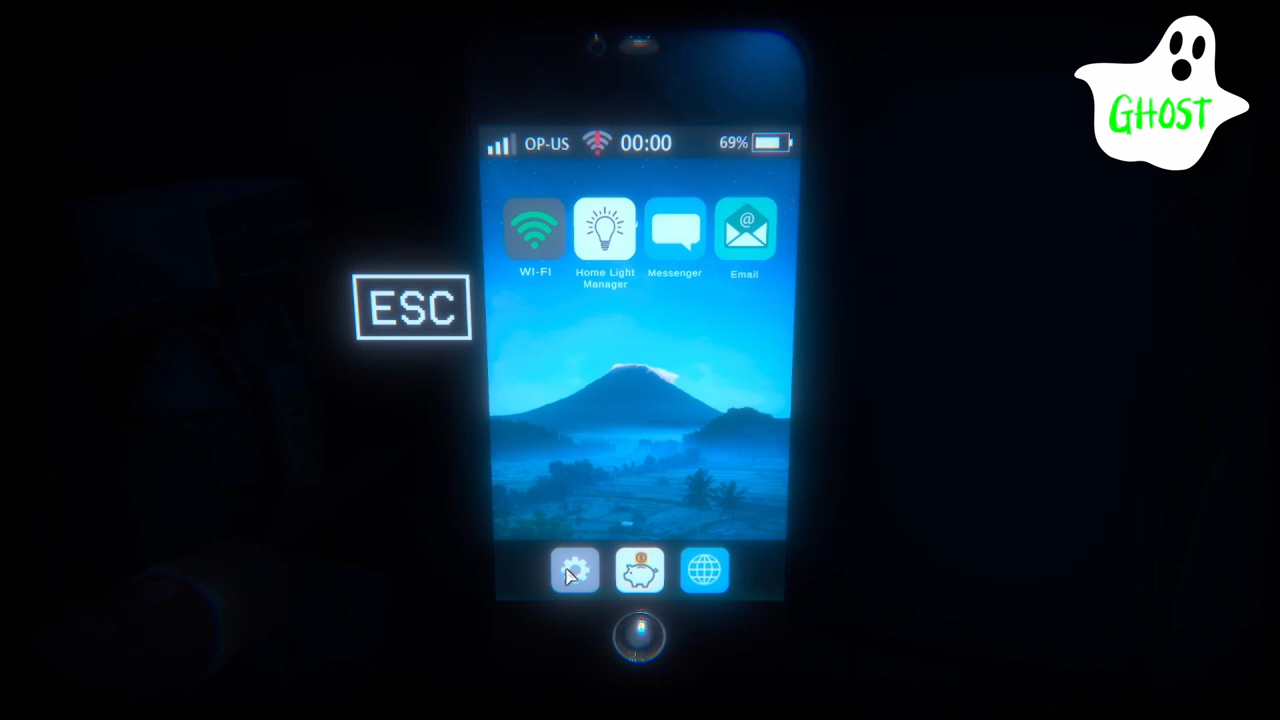 GHOST
OP-US 00:00 69%
@
WI-FI
Home Light
Manager
Messenger
Email
ESC